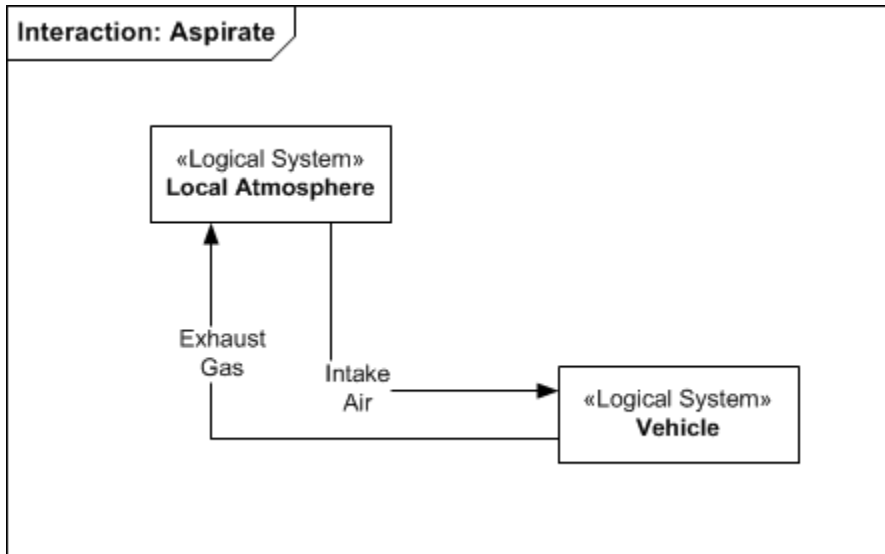 Interaction: Aspirate
«Logical System»
Local Atmosphere
Exhaust
Gas
Intake
Air
«Logical System»
Vehicle